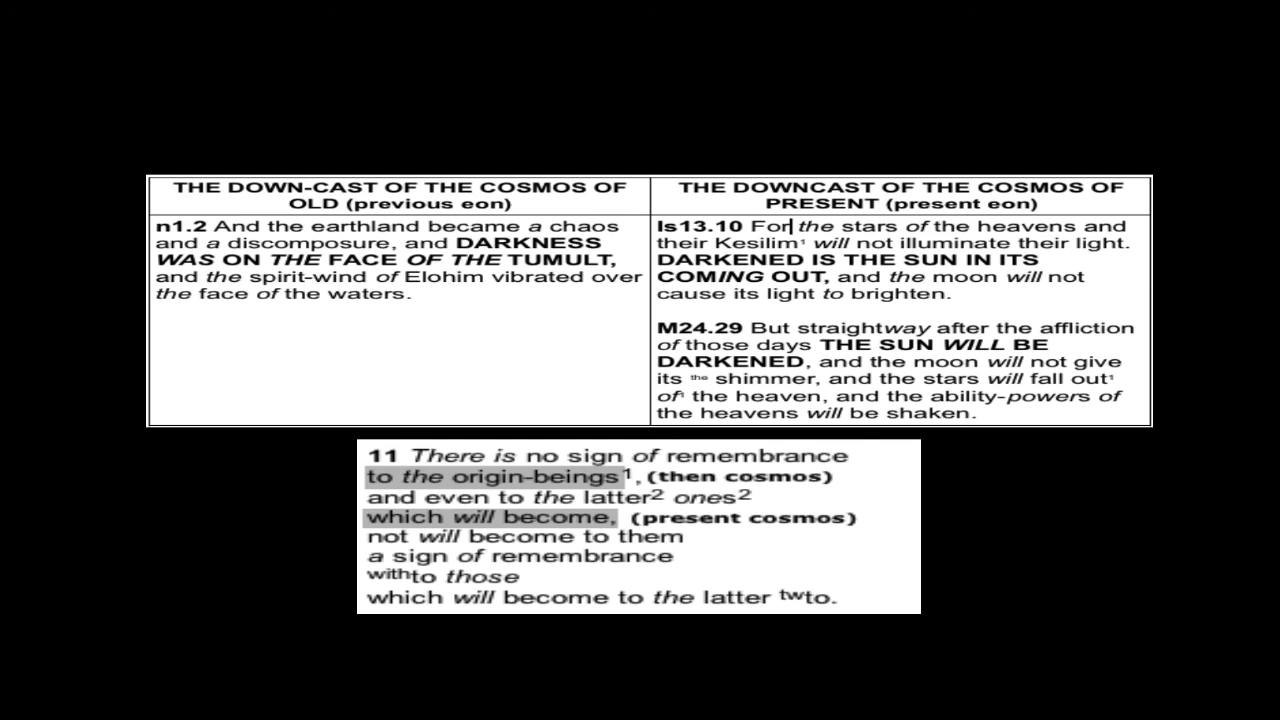 THE DOWN-CAST OF THE COSMOS OF
OLD (previous eon)
n1.2 And the earthland became a chaos
and a discomposure, and DARKNESS
WAS ON THE FACE OF THE TUMULT,
and the spirit-wind of Elohim vibrated over
the face of the waters.
THE DOWNCAST OF THE COSMOS OF
PRESENT (present eon)
Is13.10 For the stars of the heavens and
their Kesilim¹ will not illuminate their light.
DARKENED IS THE SUN IN ITS
COMING OUT, and the moon will not
cause its light to brighten.
M24.29 But straightway after the affliction
of those days THE SUN WILL BE
DARKENED, and the moon will not give
its the shimmer, and the stars will fall out¹
of¹ the heaven, and the ability-powers of
the heavens will be shaken.
11 There is no sign of remembrance
to the origin-beings¹, (then cosmos)
and even to the latter² ones²
which will become, (present cosmos)
not will become to them
a sign of remembrance
withto those
which will become to the latter twto.